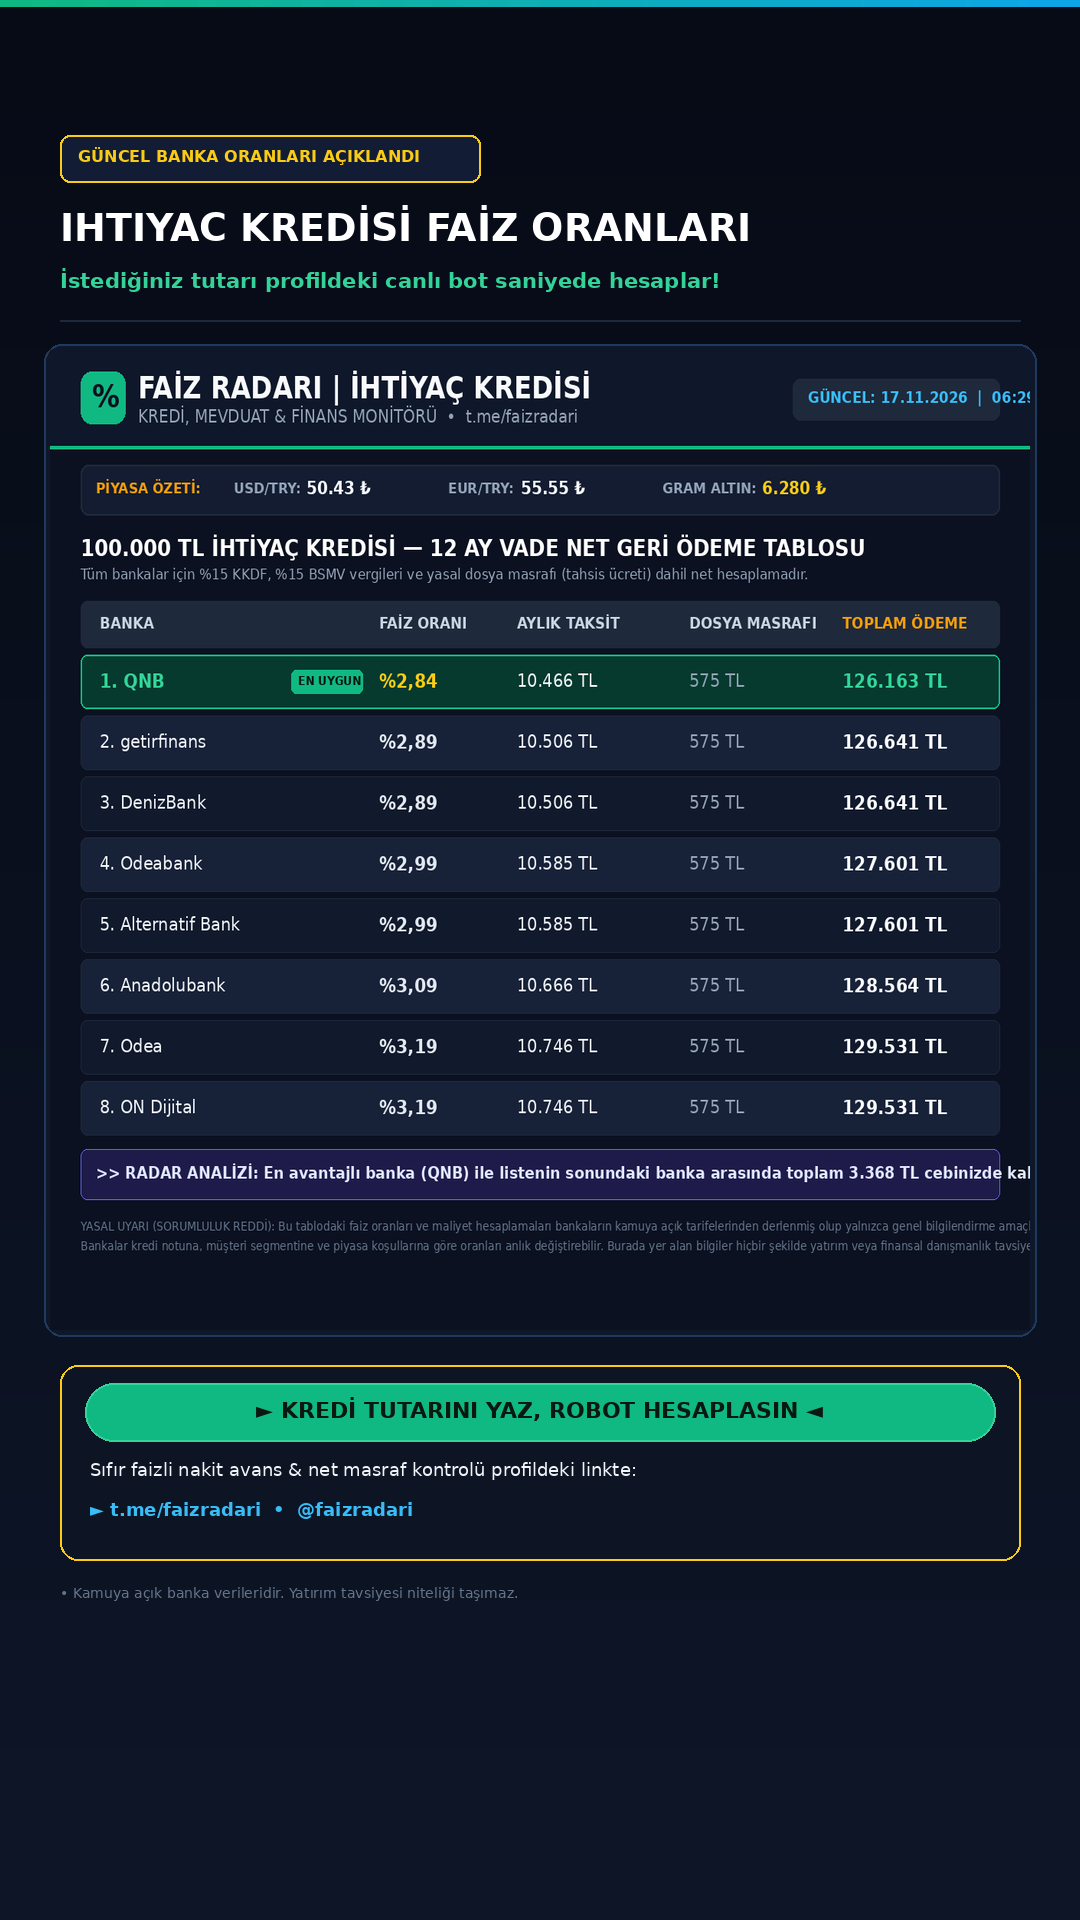 GÜNCEL BANKA ORANLARI AÇIKLANDI
IHTIYAC KREDİSİ FAİZ ORANLARI
İstediğiniz tutarı profildeki canlı bot saniyede hesaplar!
% FAİZ RADARI | İHTİYAÇ KREDİSİ
KREDİ, MEVDUAT & FİNANS MONİTÖRÜ • t.me/faizradari
GÜNCEL: 17.11.2026 | 06:29
PİYASA ÖZETİ: USD/TRY: 50.43 ₺ EUR/TRY: 55.55 ₺ GRAM ALTIN: 6.280 ₺
100.000 TL İHTİYAÇ KREDİSİ — 12 AY VADE NET GERİ ÖDEME TABLOSU
Tüm bankalar için %15 KKDF, %15 BSMV vergileri ve yasal dosya masrafı (tahsis ücreti) dahil net hesaplamadır.
BANKA FAİZ ORANI AYLIK TAKSİT DOSYA MASRAFI TOPLAM ÖDEME
1. QNB EN UYGUN %2,84 10.466 TL 575 TL 126.163 TL
2. getirfinans %2,89 10.506 TL 575 TL 126.641 TL
3. DenizBank %2,89 10.506 TL 575 TL 126.641 TL
4. Odeabank %2,99 10.585 TL 575 TL 127.601 TL
5. Alternatif Bank %2,99 10.585 TL 575 TL 127.601 TL
6. Anadolubank %3,09 10.666 TL 575 TL 128.564 TL
7. Odea %3,19 10.746 TL 575 TL 129.531 TL
8. ON Dijital %3,19 10.746 TL 575 TL 129.531 TL
>> RADAR ANALİZİ: En avantajlı banka (QNB) ile listenin sonundaki banka arasında toplam 3.368 TL cebinizde
YASAL UYARI (SORUMLULUK REDDİ): Bu tablodaki faiz oranları ve maliyet hesaplamaları bankaların kamuya açık tarifelerinden derlenmiş olup yalnızca genel bilgilendirme
Bankalar kredi notuna, müşteri segmentine ve piyasa koşullarına göre oranları anlık değiştirebilir. Burada yer alan bilgiler hiçbir şekilde yatırım veya finansal danışmanlık
► KREDİ TUTARINI YAZ, ROBOT HESAPLASIN ◄
Sıfır faizli nakit avans & net masraf kontrolü profildeki linkte:
► t.me/faizradari • @faizradari
• Kamuya açık banka verileridir. Yatırım tavsiyesi niteliği taşımaz.